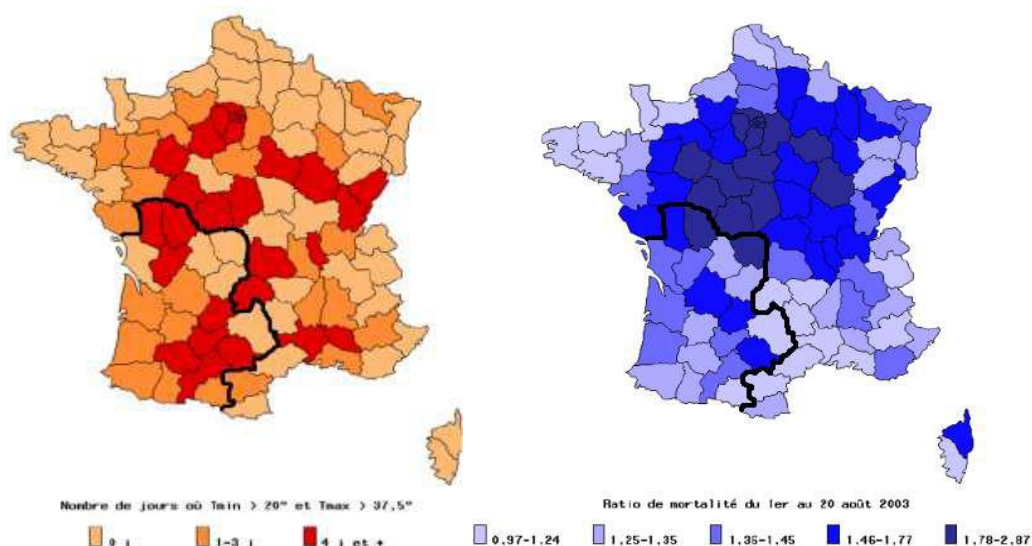 Nombre de jours où Tmin > 20° et Tmax > 37,5°
0 j
1-3 j
4 j et +
Ratio de mortalité du 1er au 20 août 2003
0,97-1,24
1,25-1,35
1,36-1,45
1,46-1,77
1,78-2,87